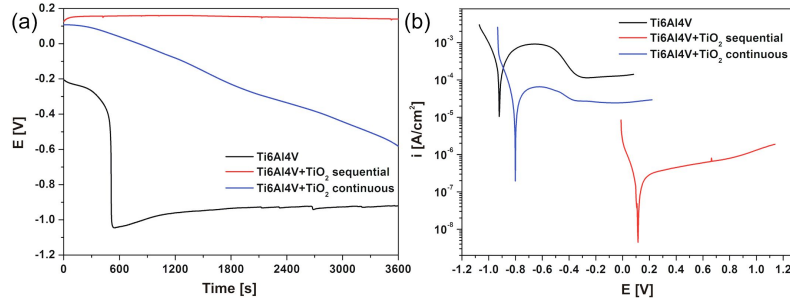 (a)
0.2
0.0
-0.2
-0.4
-0.6
-0.8
-1.0
-1.2
E [V]
0 600 1200 1800 2400 3000 3600
Time [s]
Ti6Al4V
Ti6Al4V+TiO₂ sequential
Ti6Al4V+TiO₂ continuous
(b)
10⁻³
10⁻⁴
10⁻⁵
10⁻⁶
10⁻⁷
10⁻⁸
i [A/cm²]
-1.2 -1.0 -0.8 -0.6 -0.4 -0.2 0.0 0.2 0.4 0.6 0.8 1.0 1.2
E [V]
Ti6Al4V
Ti6Al4V+TiO₂ sequential
Ti6Al4V+TiO₂ continuous